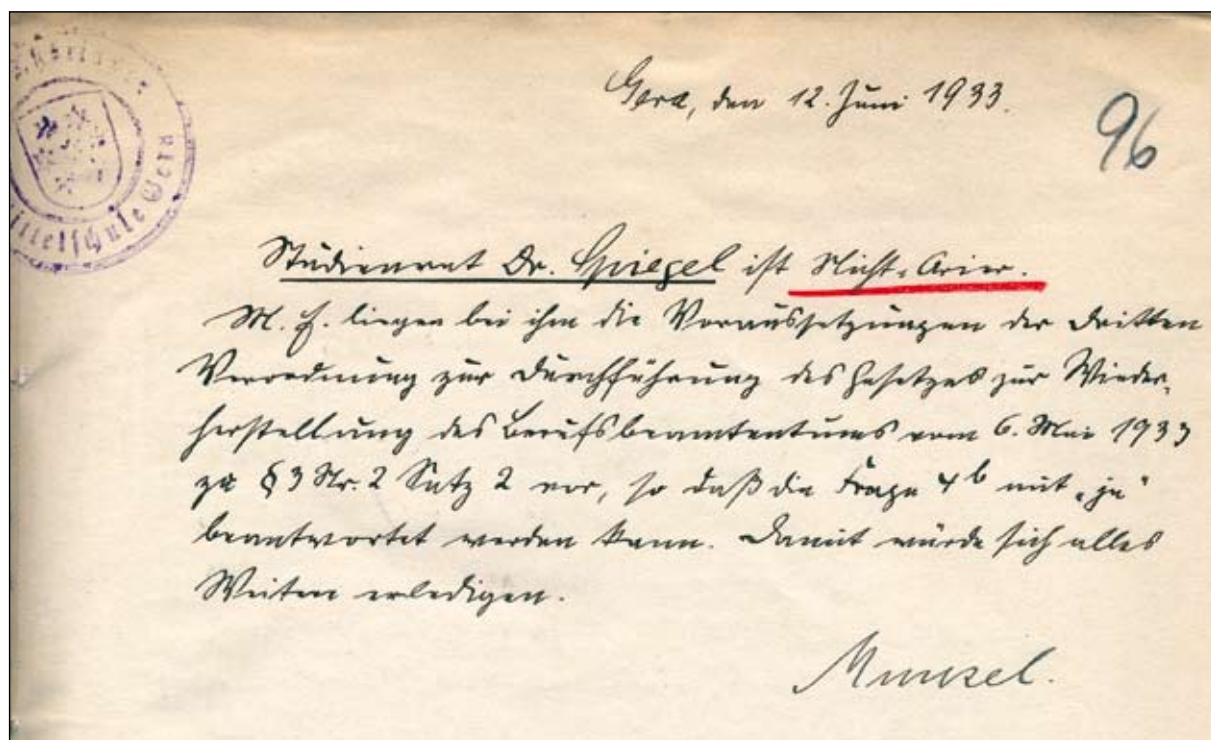 Mittelschule Gera
Gera, den 12. Juni 1933.
96
Studienrat Dr. Spiegel ist Nicht-Arier.
M. E. liegen bei ihm die Voraussetzungen der dritten
Verordnung zur Durchführung des Gesetzes zur Wieder-
herstellung des Berufsbeamtentums vom 6. Mai 1933
zu § 3 Nr. 2 Satz 2 vor, so daß die Frage 4b mit „ja"
beantwortet werden kann. Damit würde sich alles
Weitere erledigen.